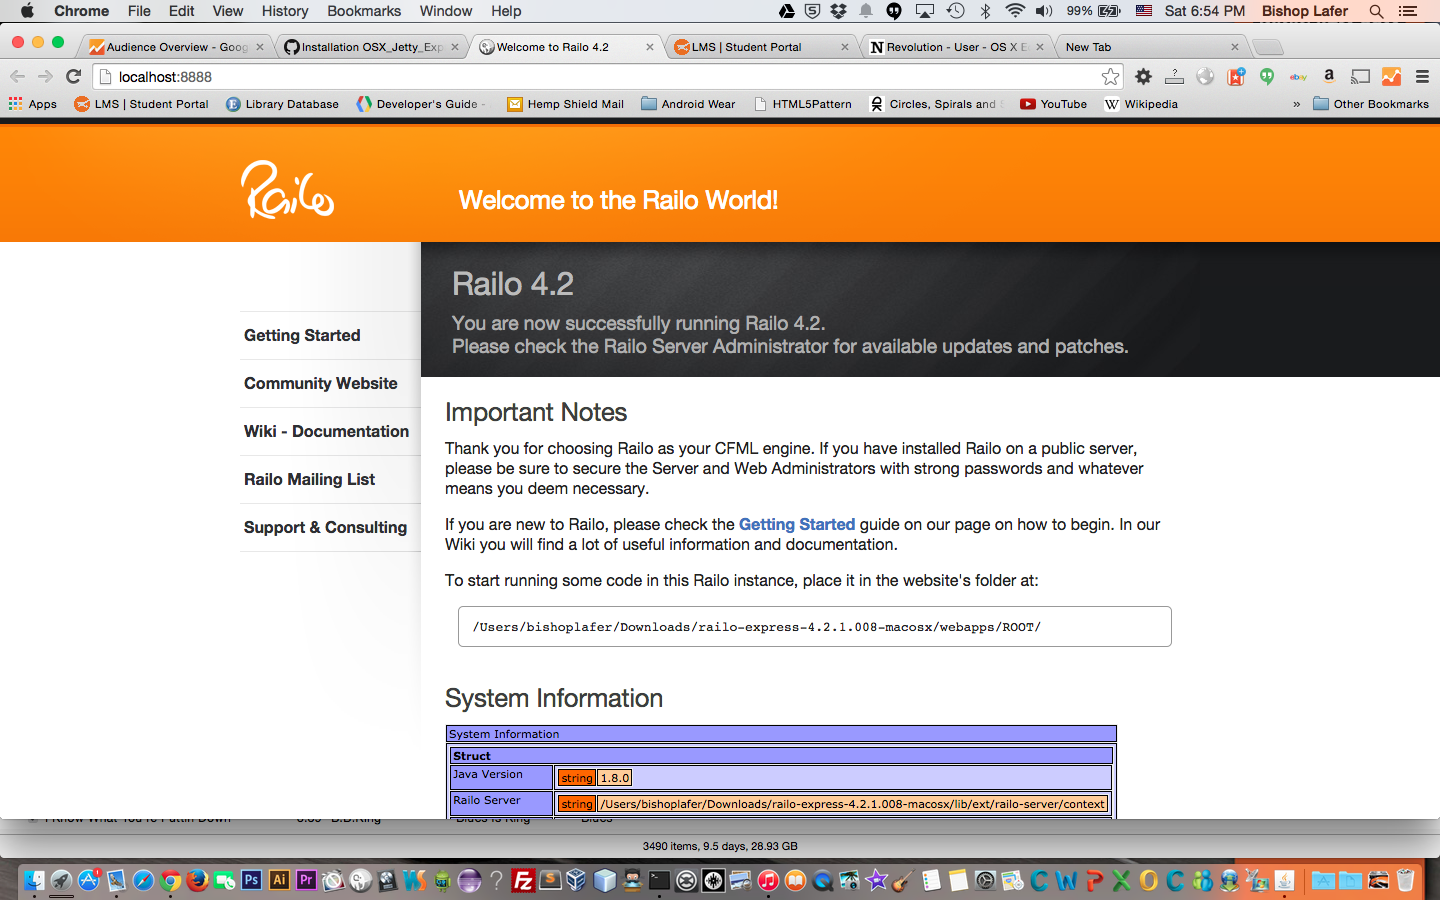 Chrome File Edit View History Bookmarks Window Help 99% Sat 6:54 PM Bishop Lafer
Audience Overview - Goog
Installation OSX_Jetty_Exp
Welcome to Railo 4.2
LMS | Student Portal
Revolution - User - OS X E
New Tab
localhost:8888
Apps LMS | Student Portal Library Database Developer's Guide - Hemp Shield Mail Android Wear HTML5Pattern Circles, Spirals and YouTube Wikipedia » Other Bookmarks
Railo
Welcome to the Railo World!
Getting Started
Community Website
Wiki - Documentation
Railo Mailing List
Support & Consulting
Railo 4.2
You are now successfully running Railo 4.2.
Please check the Railo Server Administrator for available updates and patches.
Important Notes
Thank you for choosing Railo as your CFML engine. If you have installed Railo on a public server,
please be sure to secure the Server and Web Administrators with strong passwords and whatever
means you deem necessary.
If you are new to Railo, please check the Getting Started guide on our page on how to begin. In our
Wiki you will find a lot of useful information and documentation.
To start running some code in this Railo instance, place it in the website's folder at:
/Users/bishoplafer/Downloads/railo-express-4.2.1.008-macosx/webapps/ROOT/
System Information
System Information
Struct
Java Version string 1.8.0
Railo Server string /Users/bishoplafer/Downloads/railo-express-4.2.1.008-macosx/lib/ext/railo-server/context
3490 items, 9.5 days, 28.93 GB